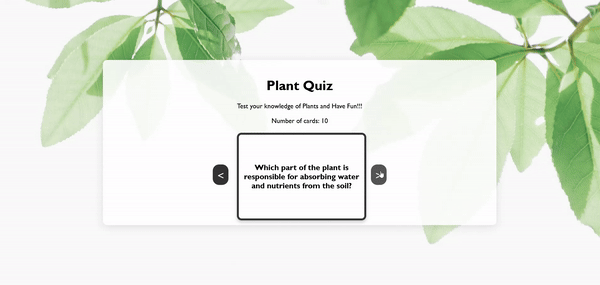 Plant Quiz
Test your knowledge of Plants and Have Fun!!!
Number of cards: 10
Which part of the plant is
responsible for absorbing water
and nutrients from the soil?
<
>